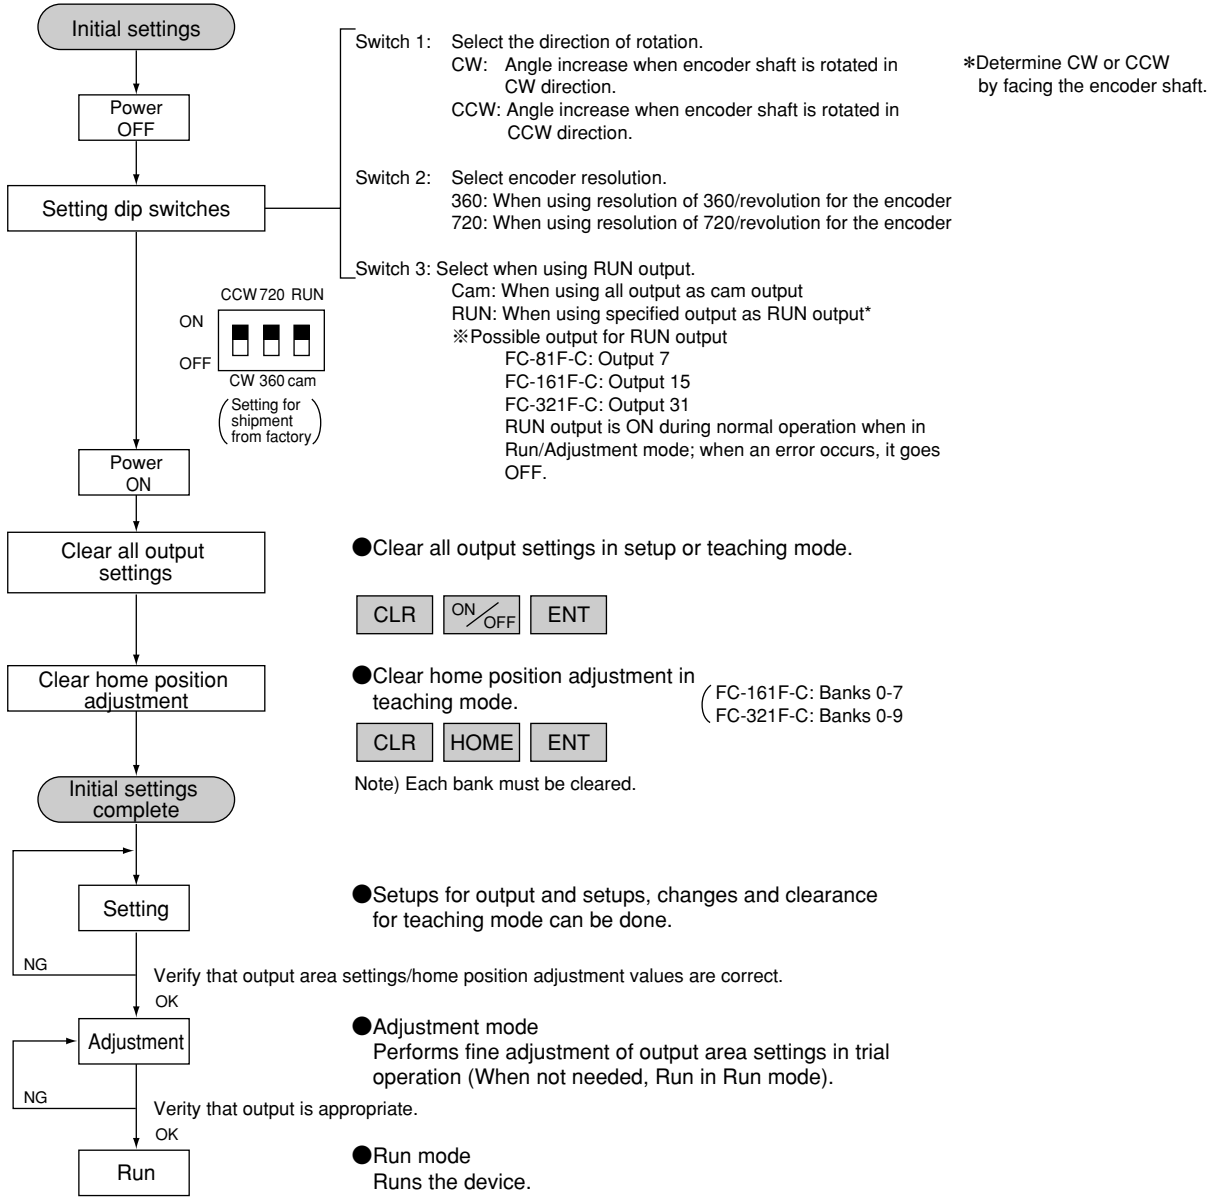 Initial settings
Power
OFF
Setting dip switches
Switch 1: Select the direction of rotation.
CW: Angle increase when encoder shaft is rotated in
CW direction.
CCW: Angle increase when encoder shaft is rotated in
CCW direction.
*Determine CW or CCW
by facing the encoder shaft.
Switch 2: Select encoder resolution.
360: When using resolution of 360/revolution for the encoder
720: When using resolution of 720/revolution for the encoder
Switch 3: Select when using RUN output.
Cam: When using all output as cam output
RUN: When using specified output as RUN output*
※Possible output for RUN output
FC-81F-C: Output 7
FC-161F-C: Output 15
FC-321F-C: Output 31
RUN output is ON during normal operation when in
Run/Adjustment mode; when an error occurs, it goes
OFF.
CCW 720 RUN
ON
OFF
CW 360 cam
(Setting for
shipment
from factory)
Power
ON
Clear all output
settings
●Clear all output settings in setup or teaching mode.
CLR ON/OFF ENT
Clear home position
adjustment
●Clear home position adjustment in
teaching mode.
(FC-161F-C: Banks 0-7
FC-321F-C: Banks 0-9
CLR HOME ENT
Note) Each bank must be cleared.
Initial settings
complete
Setting
●Setups for output and setups, changes and clearance
for teaching mode can be done.
NG
Verify that output area settings/home position adjustment values are correct.
OK
Adjustment
●Adjustment mode
Performs fine adjustment of output area settings in trial
operation (When not needed, Run in Run mode).
NG
Verity that output is appropriate.
OK
Run
●Run mode
Runs the device.